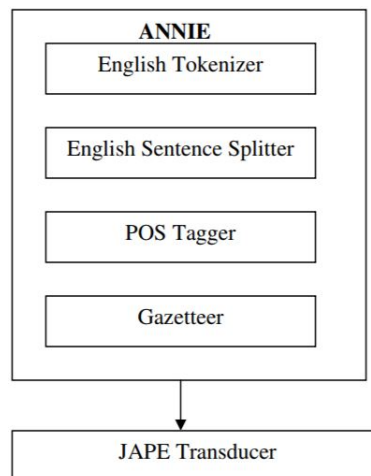 ANNIE
English Tokenizer
English Sentence Splitter
POS Tagger
Gazetteer
JAPE Transducer